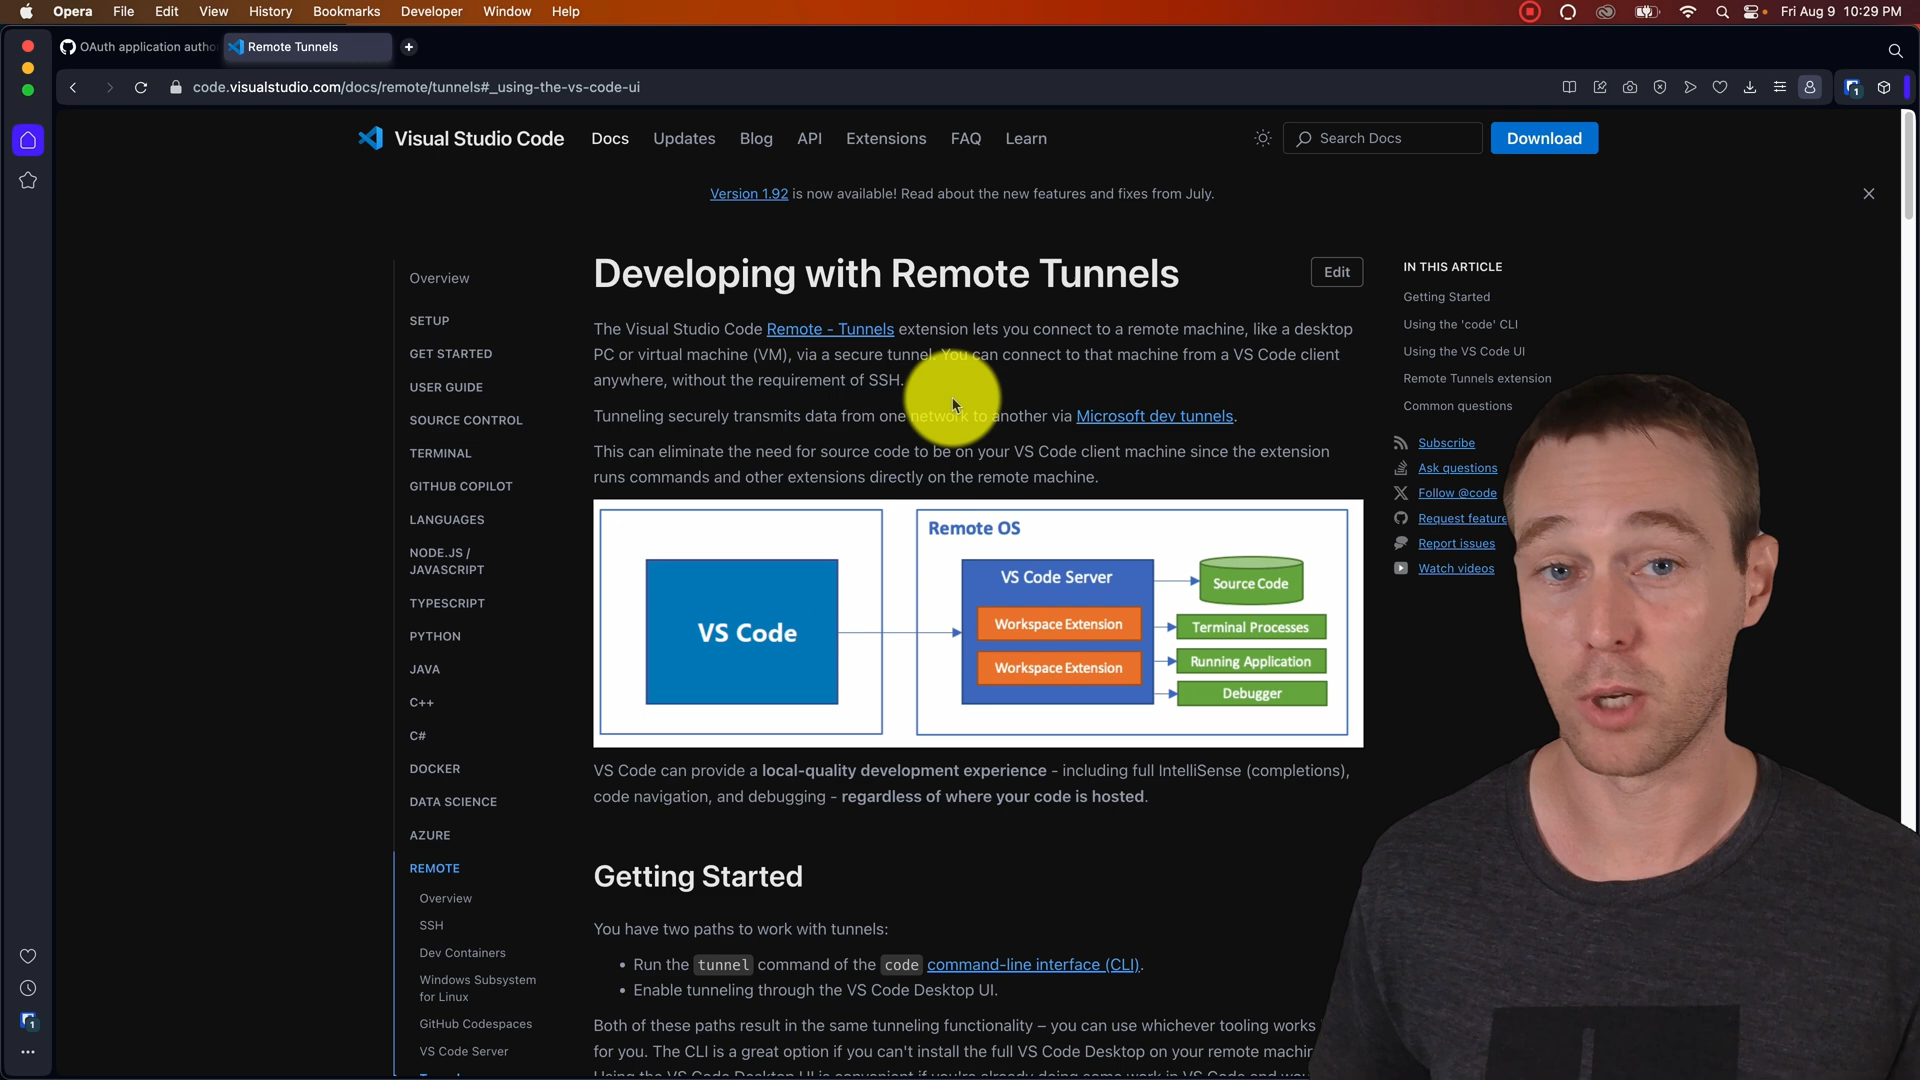 Opera File Edit View History Bookmarks Developer Window Help
Fri Aug 9 10:29 PM
OAuth application autho
Remote Tunnels
code.visualstudio.com/docs/remote/tunnels#_using-the-vs-code-ui
Visual Studio Code
Docs Updates Blog API Extensions FAQ Learn
Search Docs
Download
Version 1.92 is now available! Read about the new features and fixes from July.
Overview
SETUP
GET STARTED
USER GUIDE
SOURCE CONTROL
TERMINAL
GITHUB COPILOT
LANGUAGES
NODE.JS /
JAVASCRIPT
TYPESCRIPT
PYTHON
JAVA
C++
C#
DOCKER
DATA SCIENCE
AZURE
REMOTE
Overview
SSH
Dev Containers
Windows Subsystem
for Linux
GitHub Codespaces
VS Code Server
Developing with Remote Tunnels
Edit
The Visual Studio Code Remote - Tunnels extension lets you connect to a remote machine, like a desktop
PC or virtual machine (VM), via a secure tunnel. You can connect to that machine from a VS Code client
anywhere, without the requirement of SSH.
Tunneling securely transmits data from one network to another via Microsoft dev tunnels.
This can eliminate the need for source code to be on your VS Code client machine since the extension
runs commands and other extensions directly on the remote machine.
VS Code
Remote OS
VS Code Server
Workspace Extension
Workspace Extension
Source Code
Terminal Processes
Running Application
Debugger
VS Code can provide a local-quality development experience - including full IntelliSense (completions),
code navigation, and debugging - regardless of where your code is hosted.
Getting Started
You have two paths to work with tunnels:
• Run the tunnel command of the code command-line interface (CLI).
• Enable tunneling through the VS Code Desktop UI.
Both of these paths result in the same tunneling functionality – you can use whichever tooling works
for you. The CLI is a great option if you can't install the full VS Code Desktop on your remote machin
IN THIS ARTICLE
Getting Started
Using the 'code' CLI
Using the VS Code UI
Remote Tunnels extension
Common questions
Subscribe
Ask questions
Follow @code
Request feature
Report issues
Watch videos
1
1